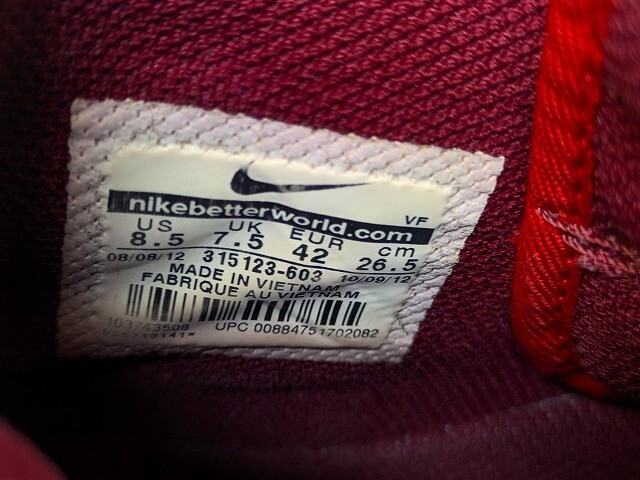 nikebetterworld.com
VF
US UK EUR cm
8.5 7.5 42 26.5
08/08/12 315123-603 10/09/12
MADE IN VIETNAM
FABRIQUE AU VIETNAM
103743506 UPC 00884751702082